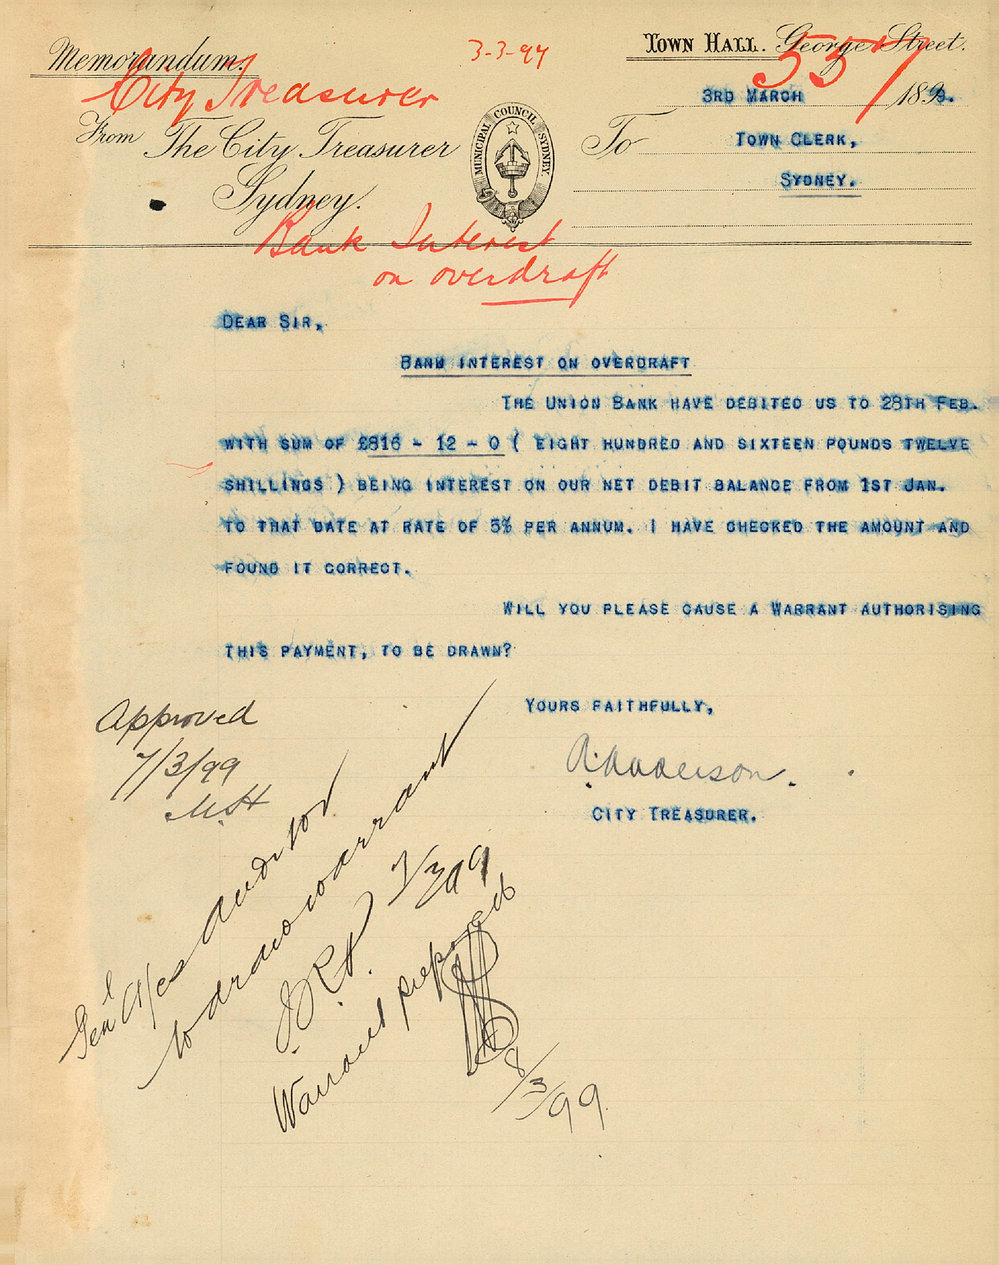 Memorandum.
3-3-99
TOWN HALL. George Street.
557
City Treasurer
3RD MARCH 1899.
From The City Treasurer
Sydney.
MUNICIPAL COUNCIL SYDNEY
To TOWN CLERK,
SYDNEY.
Bank Interest
on overdraft
DEAR SIR,
BANK INTEREST ON OVERDRAFT
THE UNION BANK HAVE DEBITED US TO 28TH FEB.
WITH SUM OF £816 - 12 - 0 ( EIGHT HUNDRED AND SIXTEEN POUNDS TWELVE
SHILLINGS ) BEING INTEREST ON OUR NET DEBIT BALANCE FROM 1ST JAN.
TO THAT DATE AT RATE OF 5% PER ANNUM. I HAVE CHECKED THE AMOUNT AND
FOUND IT CORRECT.
WILL YOU PLEASE CAUSE A WARRANT AUTHORISING
THIS PAYMENT, TO BE DRAWN?
YOURS FAITHFULLY,
CITY TREASURER.
Approved
7/3/99
M.H
Auditor
to draw warrant
7/3/99
Warrant prepared
8/3/99